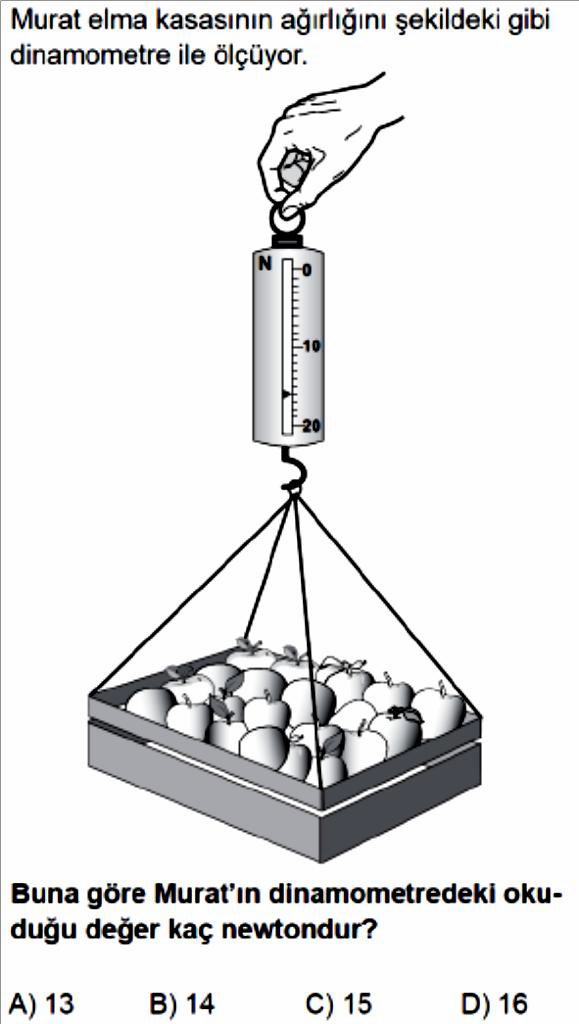 Murat elma kasasının ağırlığını şekildeki gibi
dinamometre ile ölçüyor.
N
0
10
20
Buna göre Murat’ın dinamometredeki oku-
duğu değer kaç newtondur?
A) 13 B) 14 C) 15 D) 16